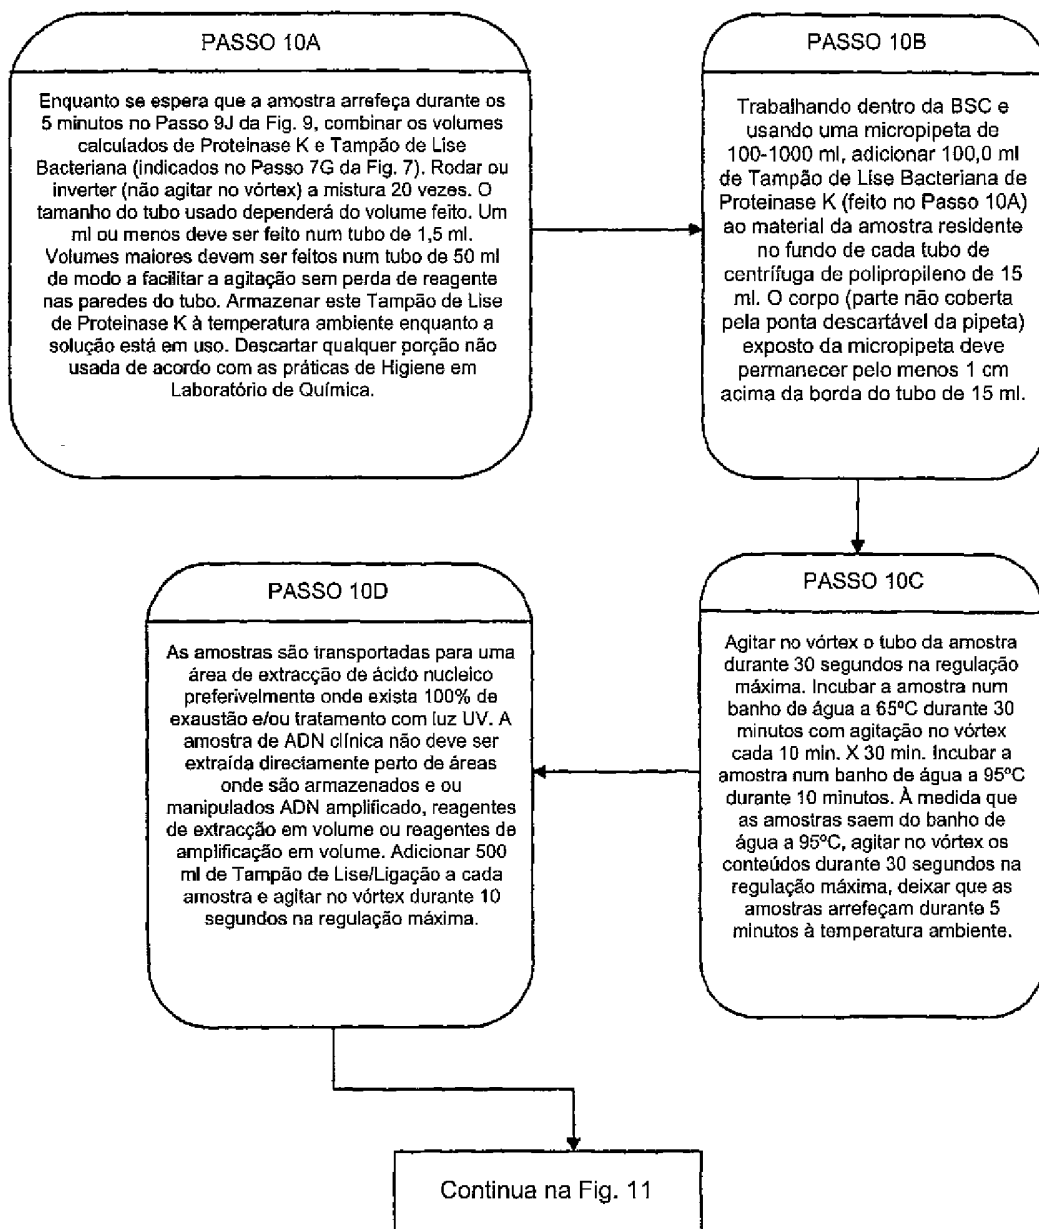 PASSO 10A
Enquanto se espera que a amostra arrefeça durante os
5 minutos no Passo 9J da Fig. 9, combinar os volumes
calculados de Proteinase K e Tampão de Lise
Bacteriana (indicados no Passo 7G da Fig. 7). Rodar ou
inverter (não agitar no vórtex) a mistura 20 vezes. O
tamanho do tubo usado dependerá do volume feito. Um
ml ou menos deve ser feito num tubo de 1,5 ml.
Volumes maiores devem ser feitos num tubo de 50 ml
de modo a facilitar a agitação sem perda de reagente
nas paredes do tubo. Armazenar este Tampão de Lise
de Proteinase K à temperatura ambiente enquanto a
solução está em uso. Descartar qualquer porção não
usada de acordo com as práticas de Higiene em
Laboratório de Química.
PASSO 10B
Trabalhando dentro da BSC e
usando uma micropipeta de
100-1000 ml, adicionar 100,0 ml
de Tampão de Lise Bacteriana de
Proteinase K (feito no Passo 10A)
ao material da amostra residente
no fundo de cada tubo de
centrífuga de polipropileno de 15
ml. O corpo (parte não coberta
pela ponta descartável da pipeta)
exposto da micropipeta deve
permanecer pelo menos 1 cm
acima da borda do tubo de 15 ml.
PASSO 10C
Agitar no vórtex o tubo da amostra
durante 30 segundos na regulação
máxima. Incubar a amostra num
banho de água a 65ºC durante 30
minutos com agitação no vórtex
cada 10 min. X 30 min. Incubar a
amostra num banho de água a 95ºC
durante 10 minutos. À medida que
as amostras saem do banho de
água a 95ºC, agitar no vórtex os
conteúdos durante 30 segundos na
regulação máxima, deixar que as
amostras arrefeçam durante 5
minutos à temperatura ambiente.
PASSO 10D
As amostras são transportadas para uma
área de extracção de ácido nucleico
preferivelmente onde exista 100% de
exaustão e/ou tratamento com luz UV. A
amostra de ADN clínica não deve ser
extraída directamente perto de áreas
onde são armazenados e ou
manipulados ADN amplificado, reagentes
de extracção em volume ou reagentes de
amplificação em volume. Adicionar 500
ml de Tampão de Lise/Ligação a cada
amostra e agitar no vórtex durante 10
segundos na regulação máxima.
Continua na Fig. 11